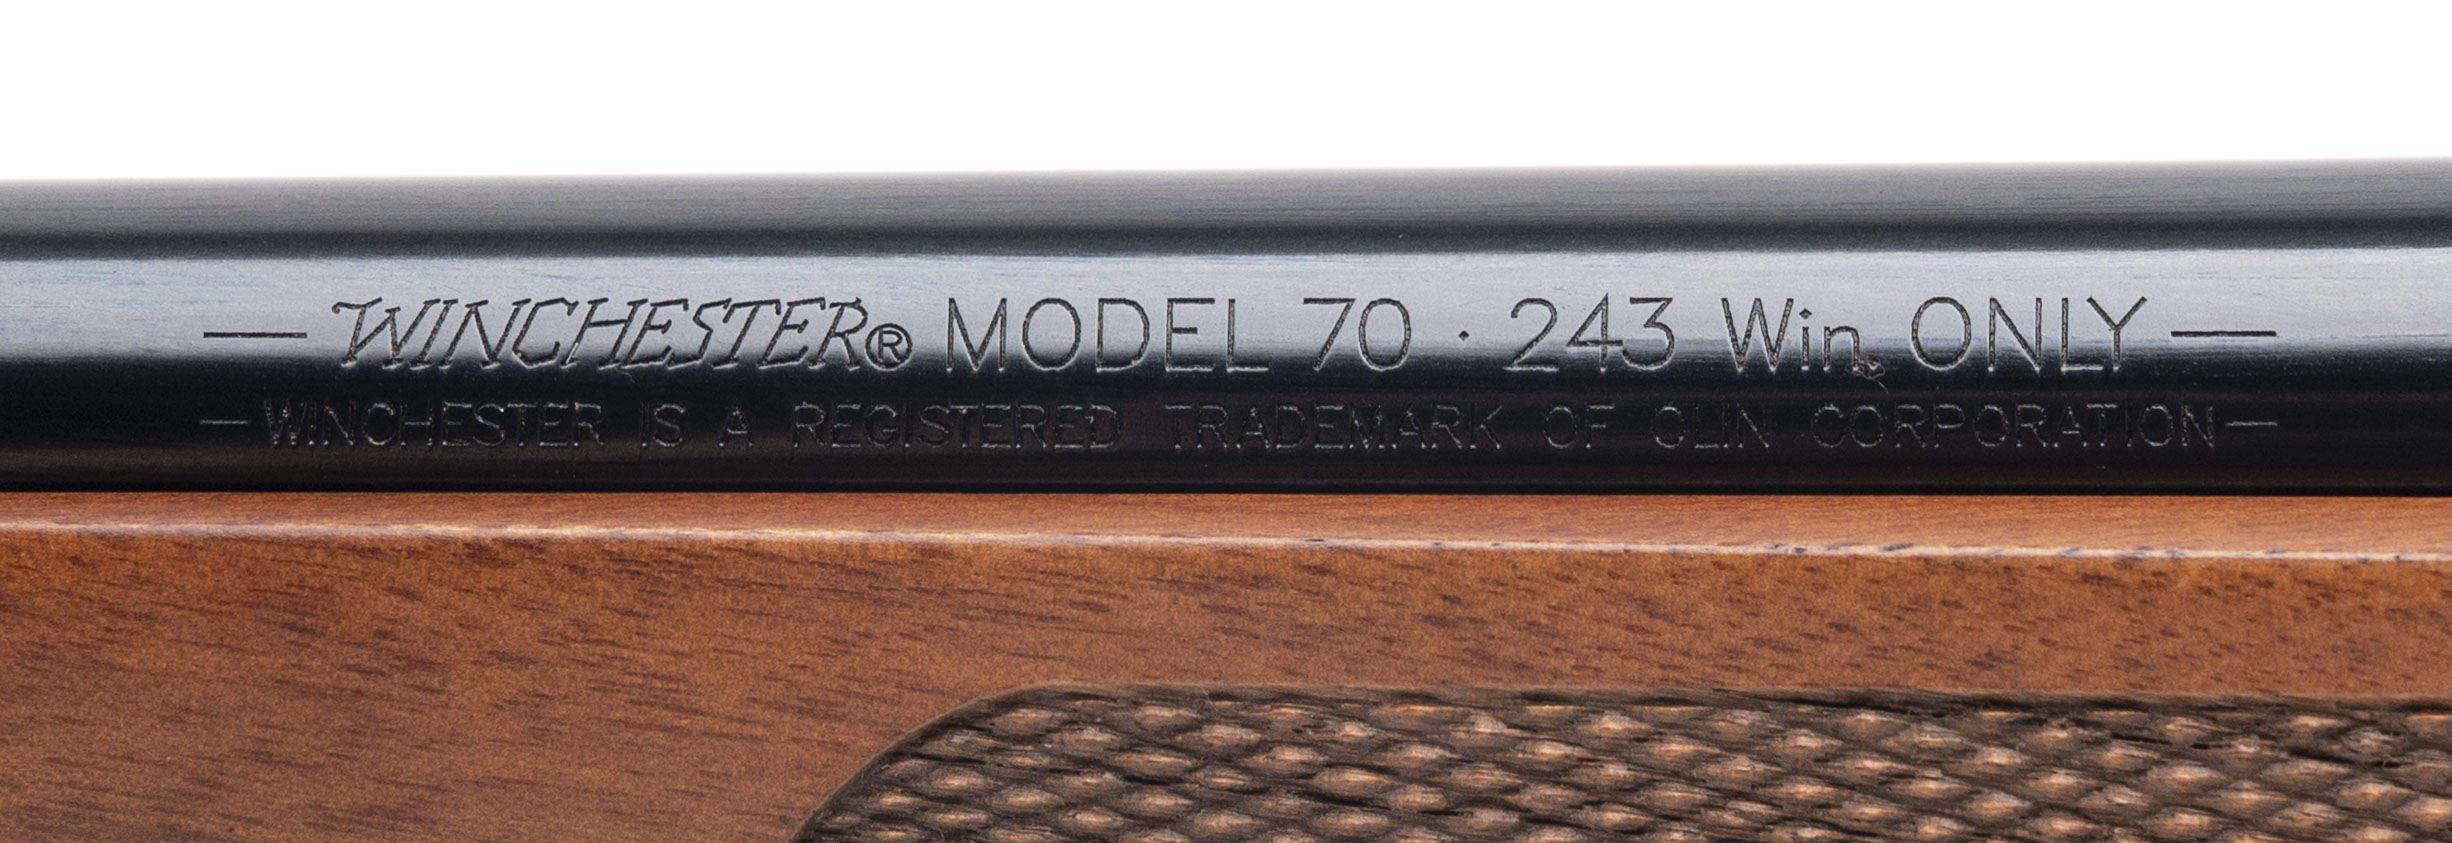 —WINCHESTER® MODEL 70 · 243 Win. ONLY—
—WINCHESTER IS A REGISTERED TRADEMARK OF OLIN CORPORATION—